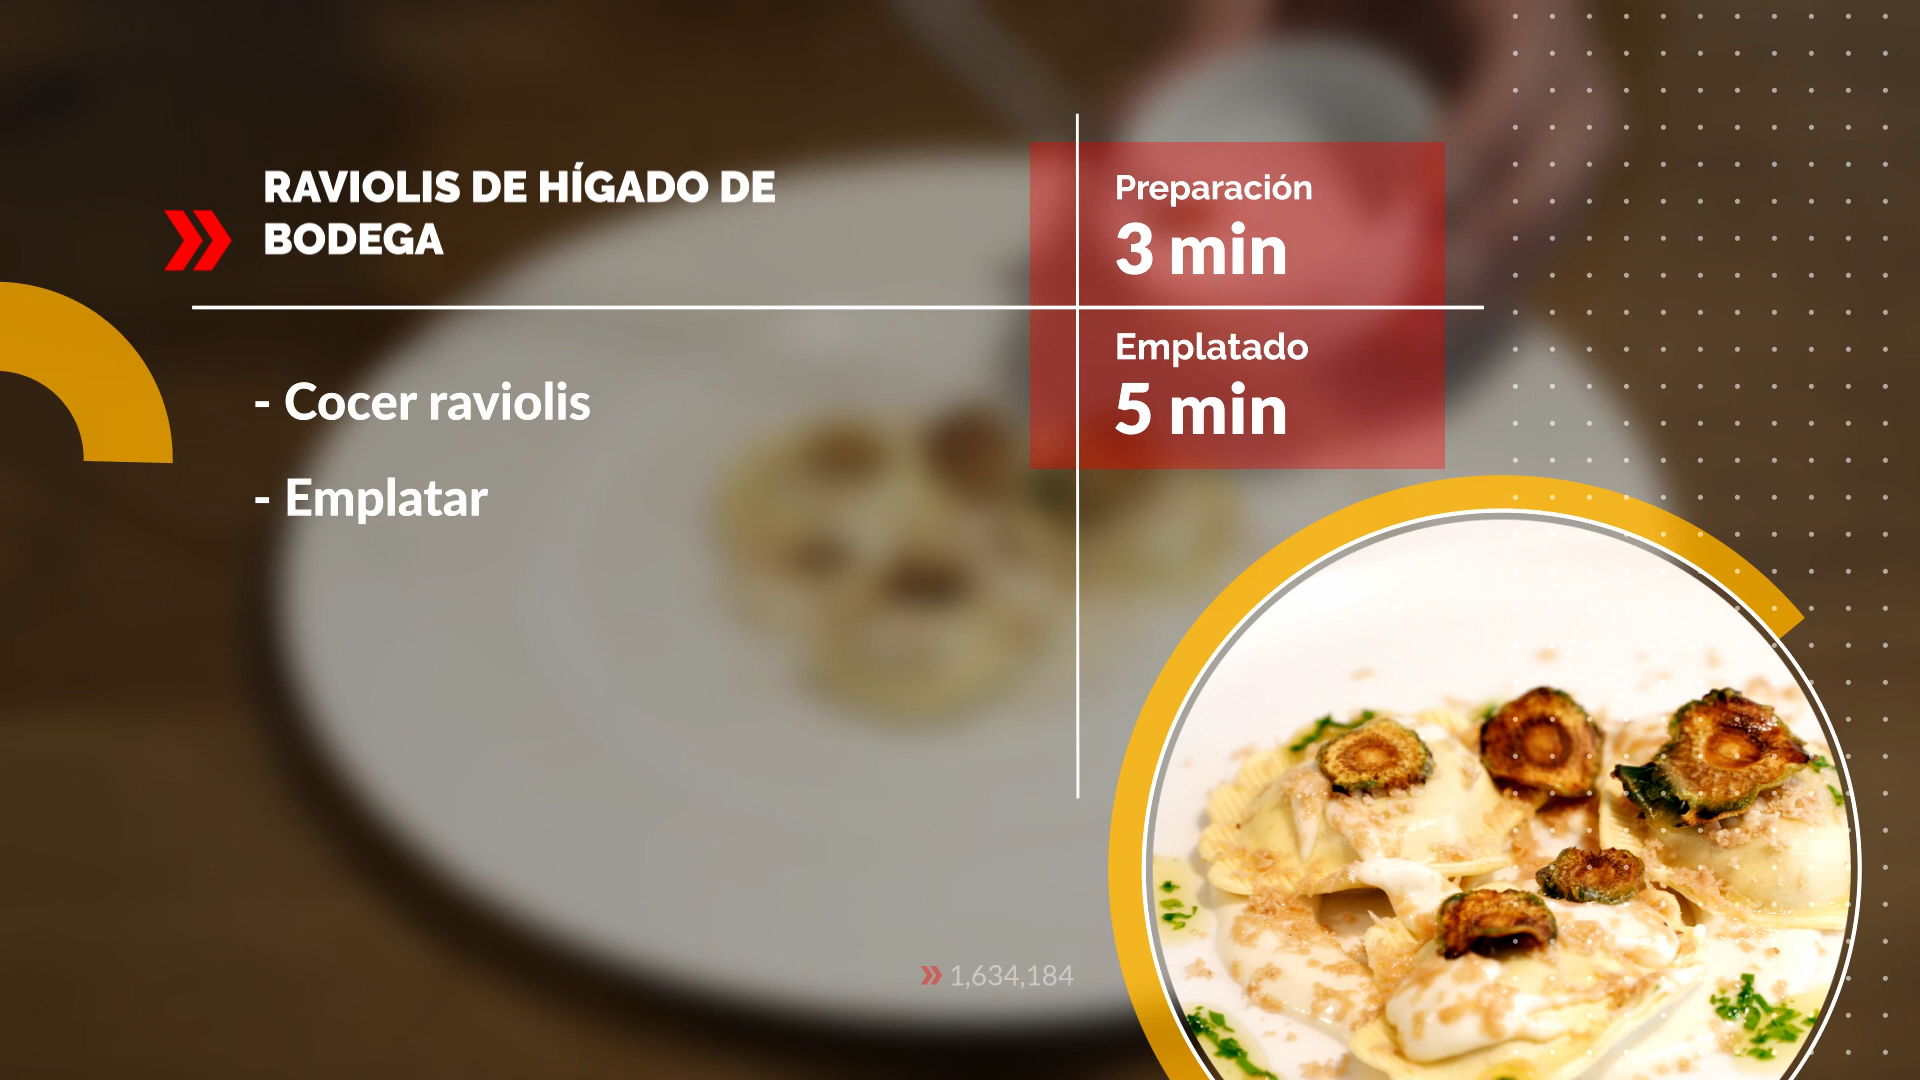 RAVIOLIS DE HÍGADO DE
BODEGA
Preparación
3 min
Emplatado
5 min
- Cocer raviolis
- Emplatar
1,634,184